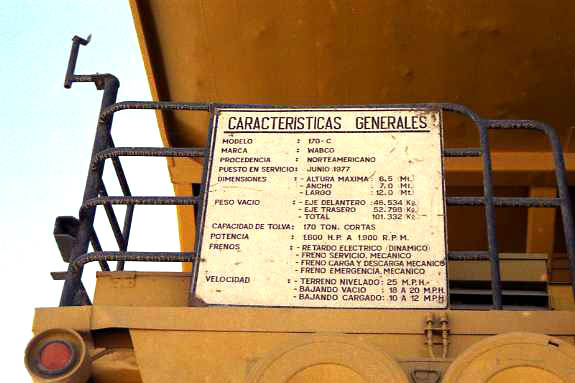 CARACTERISTICAS GENERALES
MODELO : 170-C
MARCA : WABCO
PROCEDENCIA : NORTEAMERICANO
PUESTO EN SERVICIO: JUNIO 1977
DIMENSIONES :- ALTURA MAXIMA : 6.5 Mt.
- ANCHO : 7.0 Mt.
- LARGO : 12.0 Mt.
PESO VACIO :- EJE DELANTERO : 48.534 Kg.
- EJE TRASERO : 52.798 Kg.
- TOTAL : 101.332 Kg.
CAPACIDAD DE TOLVA: 170 TON. CORTAS
POTENCIA : 1.600 H.P. A 1.900 R.P.M.
FRENOS :- RETARDO ELECTRICO (DINAMICO)
- FRENO SERVICIO, MECANICO
- FRENO CARGA Y DESCARGA MECANICO
- FRENO EMERGENCIA, MECANICO
VELOCIDAD :- TERRENO NIVELADO: 25 M.P.H.
- BAJANDO VACIO : 18 A 20 M.P.H.
- BAJANDO CARGADO: 10 A 12 M.P.H.